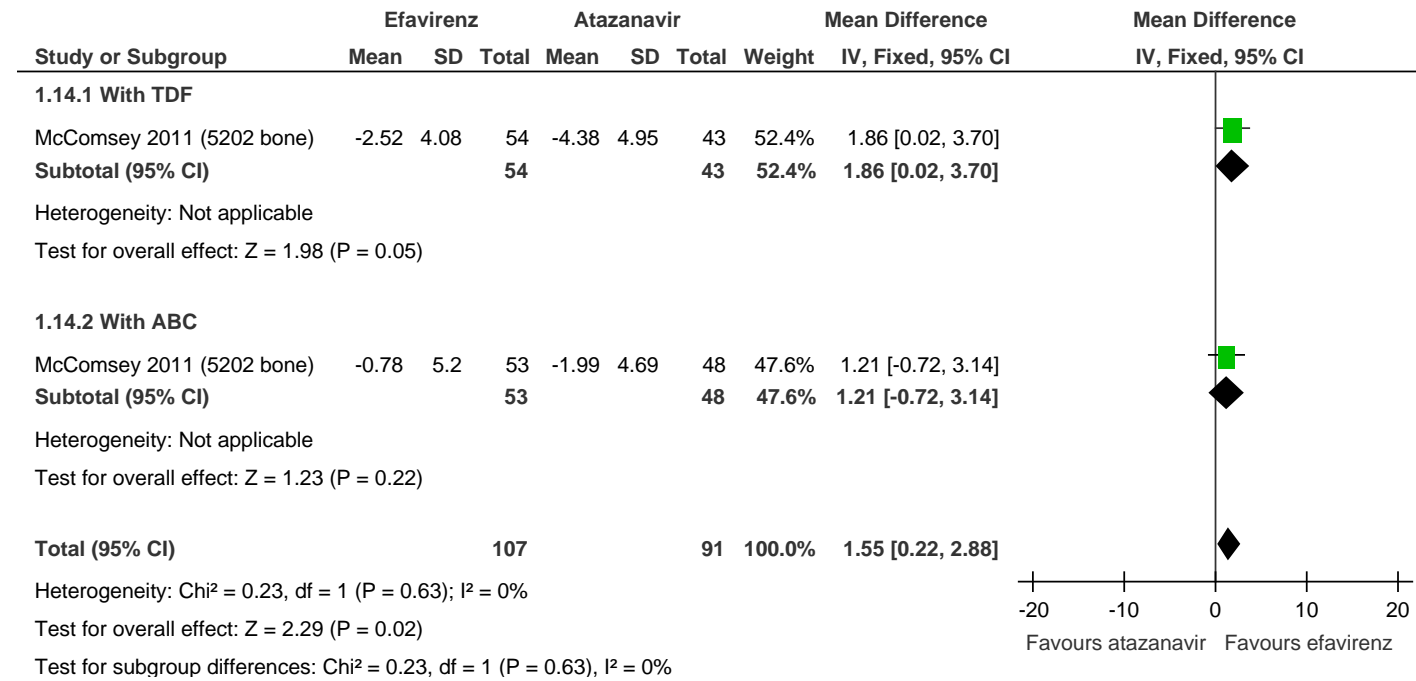 Efavirenz Atazanavir Mean Difference Mean Difference
Study or Subgroup Mean SD Total Mean SD Total Weight IV, Fixed, 95% CI IV, Fixed, 95% CI
1.14.1 With TDF
McComsey 2011 (5202 bone) -2.52 4.08 54 -4.38 4.95 43 52.4% 1.86 [0.02, 3.70]
Subtotal (95% CI) 54 43 52.4% 1.86 [0.02, 3.70]
Heterogeneity: Not applicable
Test for overall effect: Z = 1.98 (P = 0.05)
1.14.2 With ABC
McComsey 2011 (5202 bone) -0.78 5.2 53 -1.99 4.69 48 47.6% 1.21 [-0.72, 3.14]
Subtotal (95% CI) 53 48 47.6% 1.21 [-0.72, 3.14]
Heterogeneity: Not applicable
Test for overall effect: Z = 1.23 (P = 0.22)
Total (95% CI) 107 91 100.0% 1.55 [0.22, 2.88]
Heterogeneity: Chi² = 0.23, df = 1 (P = 0.63); I² = 0%
Test for overall effect: Z = 2.29 (P = 0.02)
Test for subgroup differences: Chi² = 0.23, df = 1 (P = 0.63), I² = 0%
-20 -10 0 10 20
Favours atazanavir Favours efavirenz